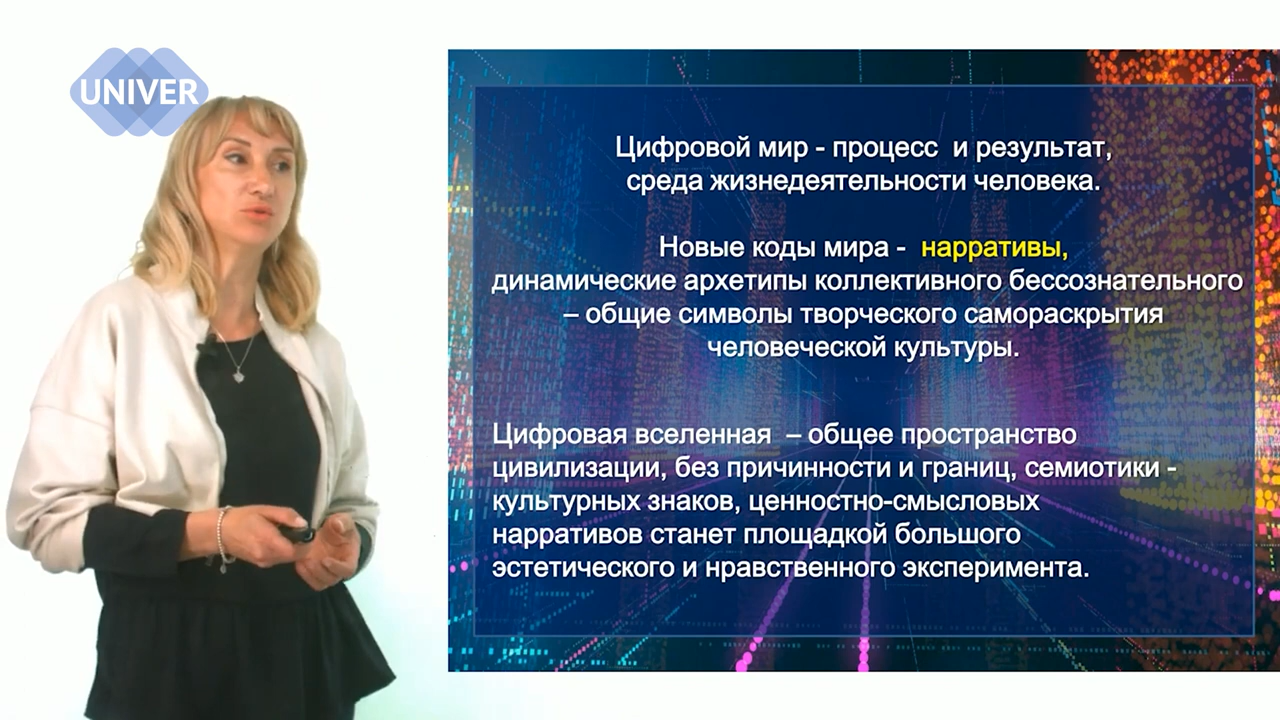 UNIVER
Цифровой мир - процесс и результат,
среда жизнедеятельности человека.
Новые коды мира - нарративы,
динамические архетипы коллективного бессознательного
– общие символы творческого самораскрытия
человеческой культуры.
Цифровая вселенная – общее пространство
цивилизации, без причинности и границ, семиотики -
культурных знаков, ценностно-смысловых
нарративов станет площадкой большого
эстетического и нравственного эксперимента.